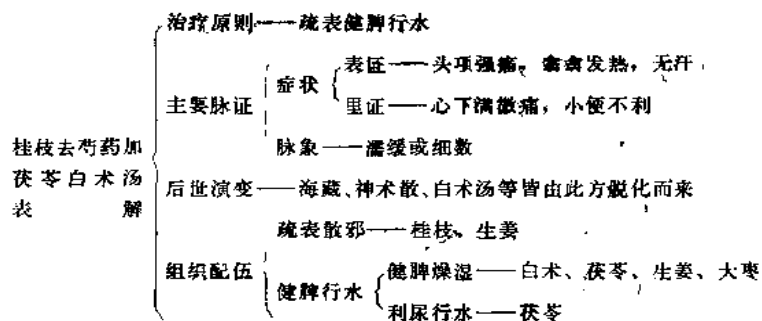 治疗原则——疏表健脾行水
表证——头项强痛,翕翕发热,无汗
症状
主要脉证
里证——心下满微痛,小便不利
桂枝去芍药加
脉象——濡缓或细数
茯苓白术汤
后世演变——海藏、神术散、白术汤等皆由此方脱化而来
表解
疏表散邪——桂枝、生姜
组织配伍
健脾燥湿——白术、茯苓、生姜、大枣
健脾行水
利尿行水——茯苓